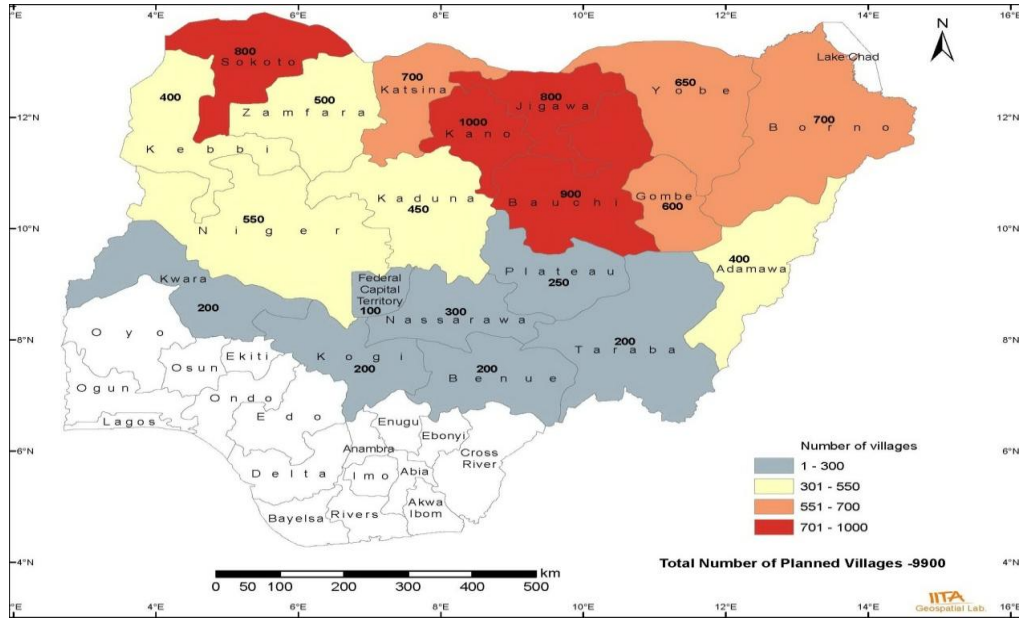 4°E
6°E
8°E
10°E
12°E
14°E
16°E
N
Lake Chad
800
Sokoto
700
Katsina
650
Yobe
400
500
Zamfara
800
Jigawa
1000
Kano
700
Borno
12°N
12°N
Kebbi
Kaduna
450
900
Bauchi
Gombe
600
550
Niger
10°N
10°N
Kwara
200
Federal
Capital
Territory
100
Plateau
250
400
Adamawa
300
Nassarawa
Oyo
8°N
8°N
Kogi
200
200
Benue
200
Taraba
Osun
Ekiti
Ogun
Ondo
Lagos
Edo
Enugu
Ebonyi
Anambra
Cross
River
6°N
6°N
Delta
Imo
Abia
Akwa
Ibom
Bayelsa
Rivers
Number of villages
1 - 300
301 - 550
551 - 700
701 - 1000
4°N
4°N
km
0 50 100 200 300 400 500
Total Number of Planned Villages -9900
IITA
Geospatial Lab.
2°E
4°E
6°E
8°E
10°E
12°E
14°E
16°E